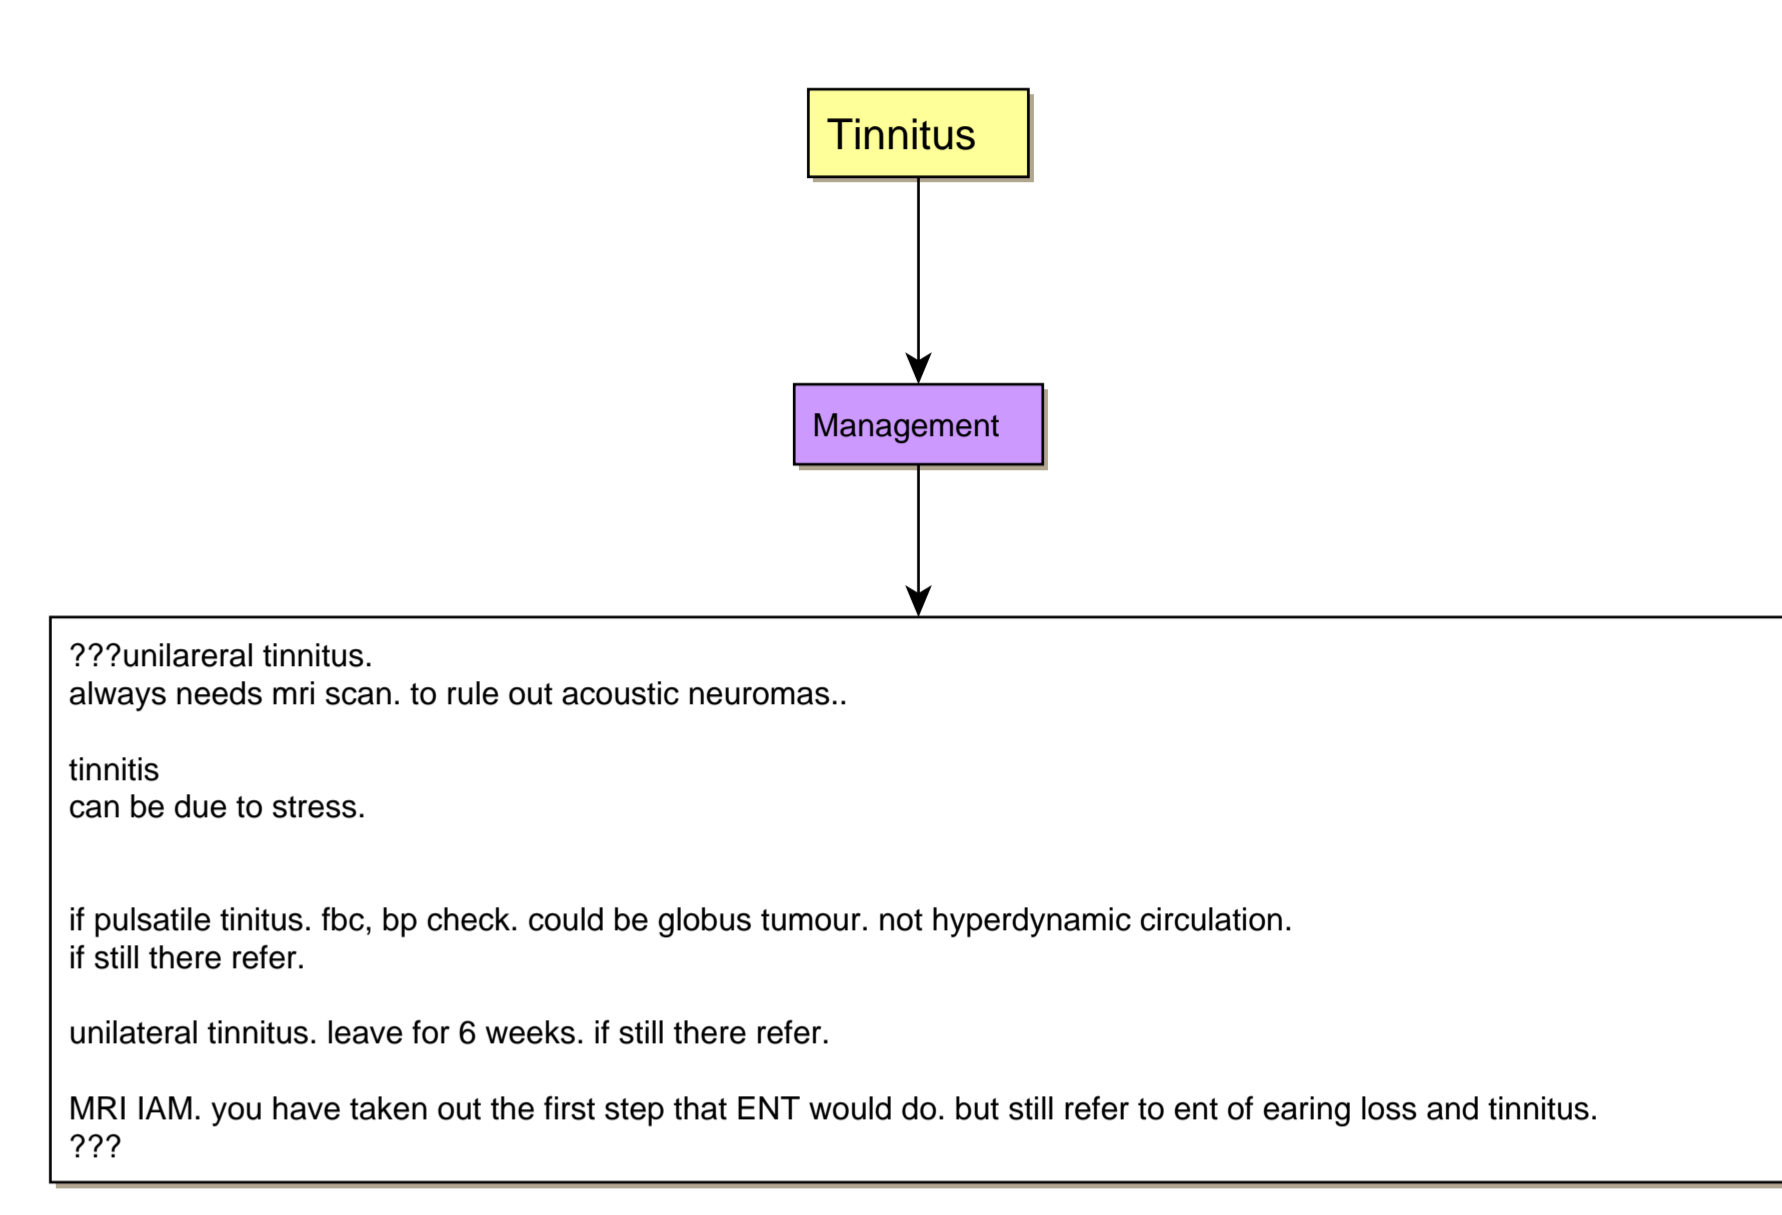 Tinnitus
Management
???unilareral tinnitus.
always needs mri scan. to rule out acoustic neuromas..
tinnitis
can be due to stress.
if pulsatile tinitus. fbc, bp check. could be globus tumour. not hyperdynamic circulation.
if still there refer.
unilateral tinnitus. leave for 6 weeks. if still there refer.
MRI IAM. you have taken out the first step that ENT would do. but still refer to ent of earing loss and tinnitus.
???